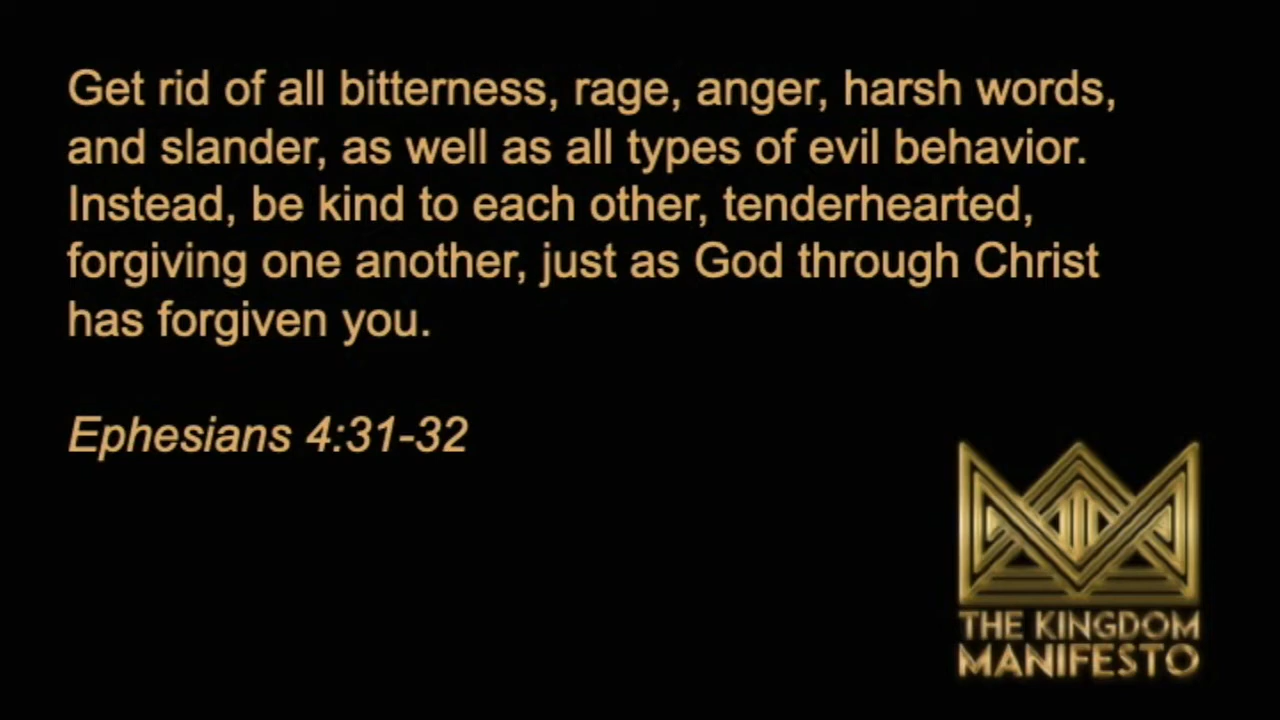 Get rid of all bitterness, rage, anger, harsh words,
and slander, as well as all types of evil behavior.
Instead, be kind to each other, tenderhearted,
forgiving one another, just as God through Christ
has forgiven you.
Ephesians 4:31-32
THE KINGDOM
MANIFESTO